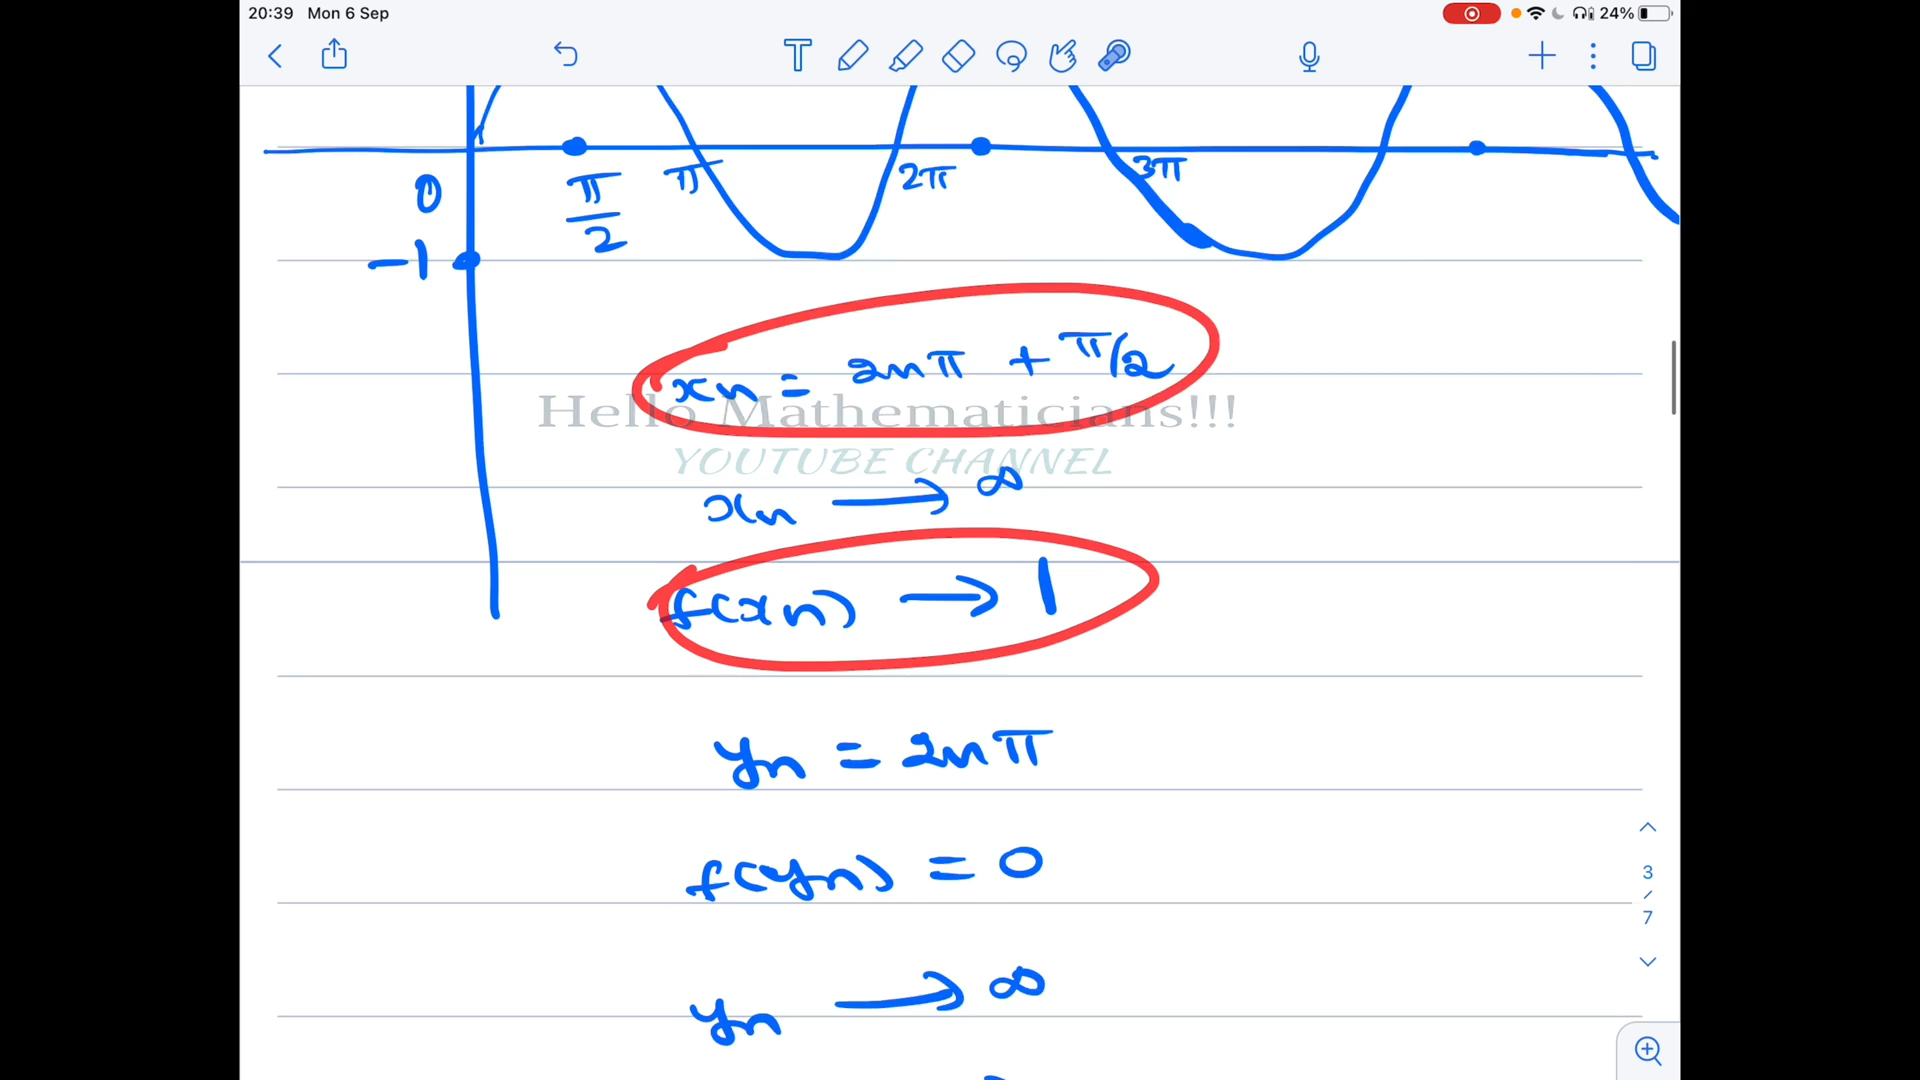 20:39 Mon 6 Sep
24%
0
π/2
π
2π
3π
-1
xn = 2nπ + π/2
Hello Mathematicians!!!
YOUTUBE CHANNEL
xn → ∞
f(xn) → 1
yn = 2nπ
f(yn) = 0
3
/
7
yn → ∞